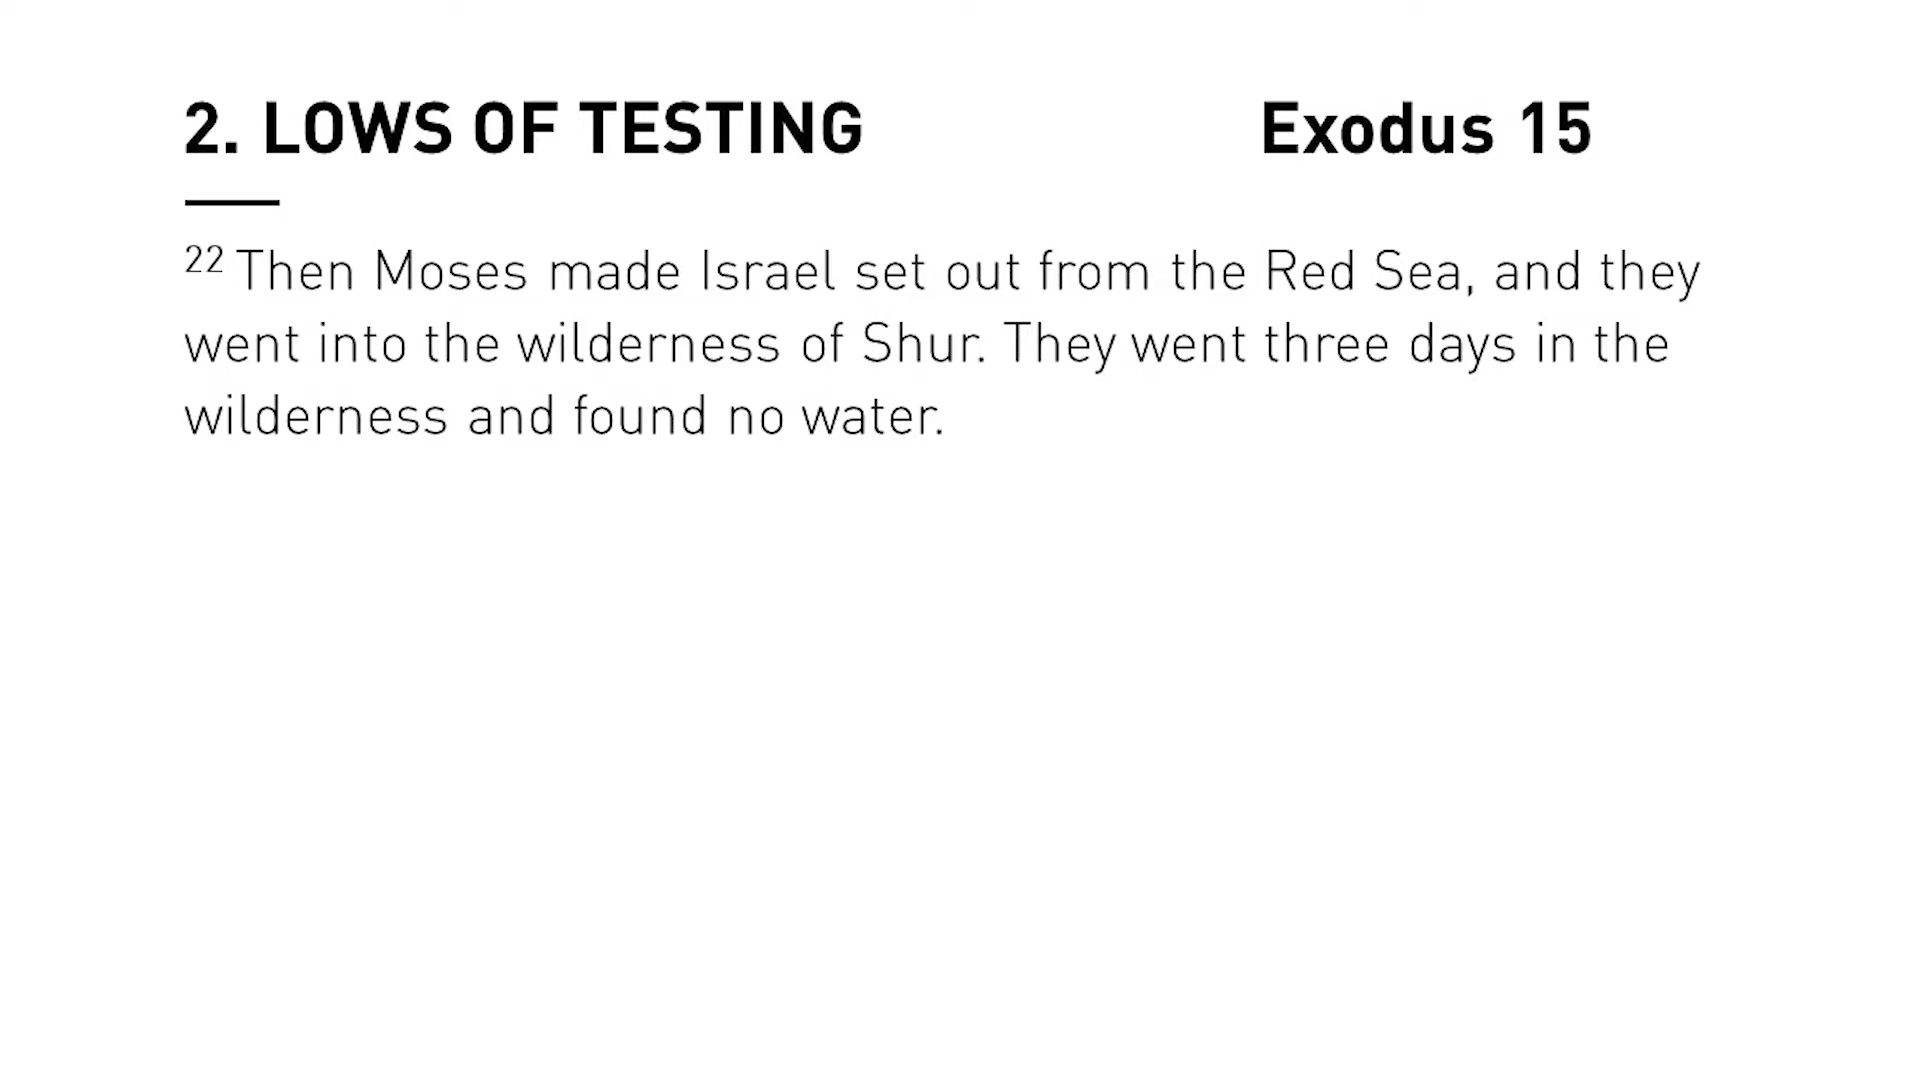 2. LOWS OF TESTING Exodus 15
22 Then Moses made Israel set out from the Red Sea, and they
went into the wilderness of Shur. They went three days in the
wilderness and found no water.